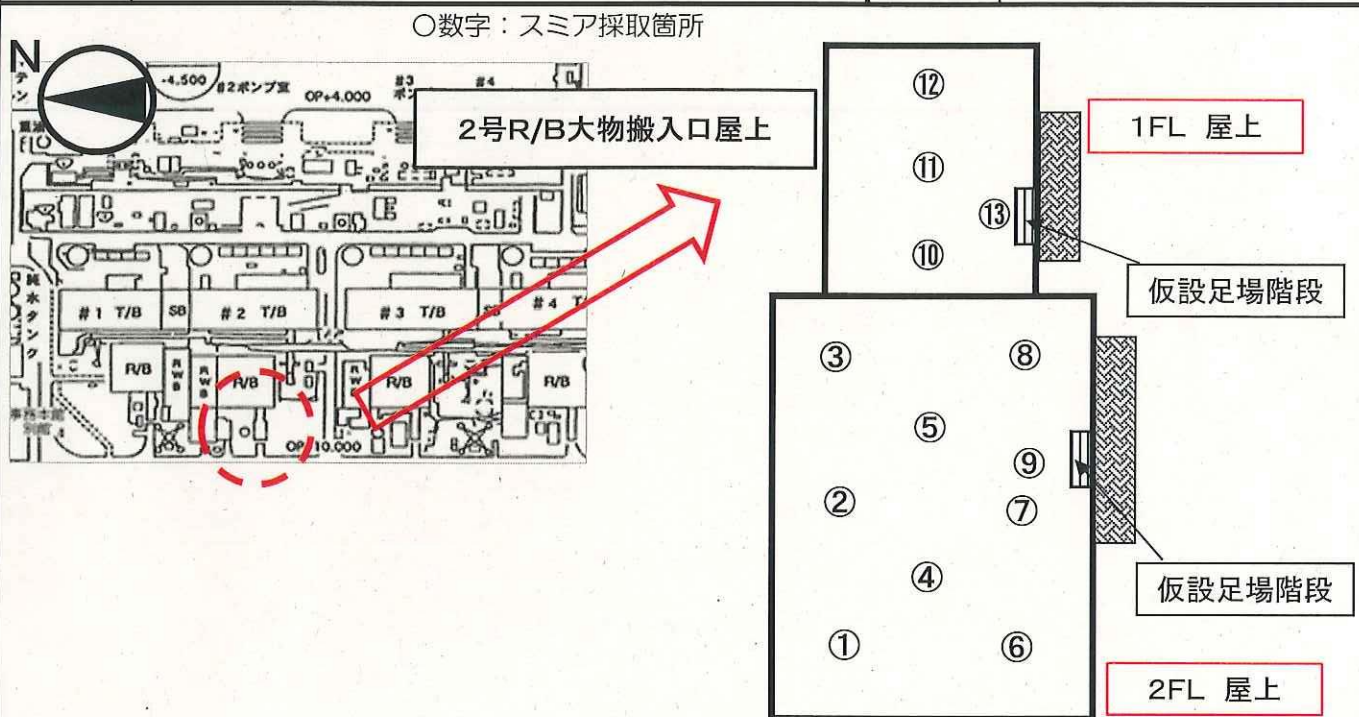 ○数字：スミア採取箇所
N
-4.500
#2ポンプ室
OP+4.000
#3
#4
2号R/B大物搬入口屋上
純水タンク
#1 T/B
SB
#2 T/B
#3 T/B
#4
R/B
RWB
RWB
R/B
R/B
R/B
⑫
⑪
⑬
⑩
1FL 屋上
仮設足場階段
③
⑧
⑤
⑨
②
⑦
④
仮設足場階段
①
⑥
2FL 屋上